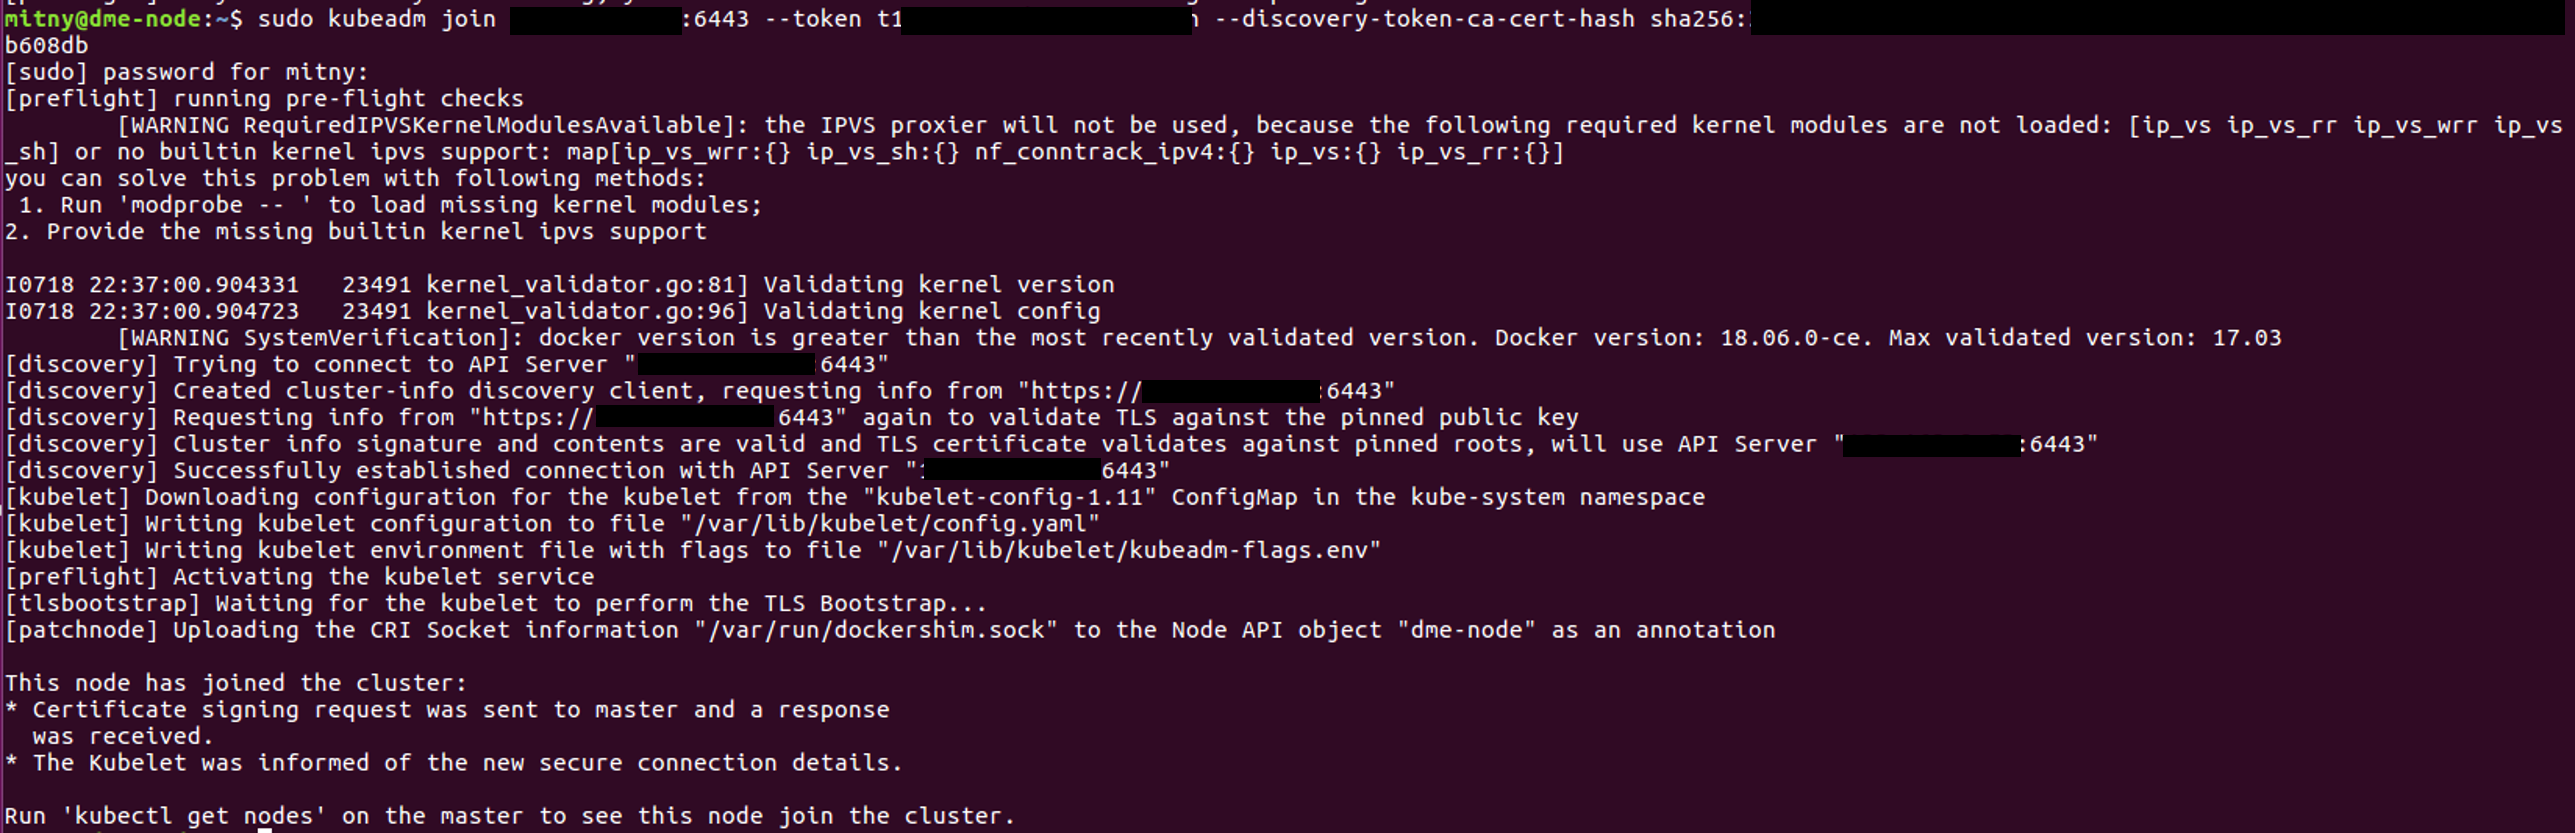 mitny@dme-node:~$ sudo kubeadm join :6443 --token t1 --discovery-token-ca-cert-hash sha256:
b608db
[sudo] password for mitny:
[preflight] running pre-flight checks
        [WARNING RequiredIPVSKernelModulesAvailable]: the IPVS proxier will not be used, because the following required kernel modules are not loaded: [ip_vs ip_vs_rr ip_vs_wrr ip_vs
_sh] or no builtin kernel ipvs support: map[ip_vs_wrr:{} ip_vs_sh:{} nf_conntrack_ipv4:{} ip_vs:{} ip_vs_rr:{}]
you can solve this problem with following methods:
 1. Run 'modprobe -- ' to load missing kernel modules;
2. Provide the missing builtin kernel ipvs support
I0718 22:37:00.904331   23491 kernel_validator.go:81] Validating kernel version
I0718 22:37:00.904723   23491 kernel_validator.go:96] Validating kernel config
        [WARNING SystemVerification]: docker version is greater than the most recently validated version. Docker version: 18.06.0-ce. Max validated version: 17.03
[discovery] Trying to connect to API Server "6443"
[discovery] Created cluster-info discovery client, requesting info from "https://:6443"
[discovery] Requesting info from "https://6443" again to validate TLS against the pinned public key
[discovery] Cluster info signature and contents are valid and TLS certificate validates against pinned roots, will use API Server ":6443"
[discovery] Successfully established connection with API Server "6443"
[kubelet] Downloading configuration for the kubelet from the "kubelet-config-1.11" ConfigMap in the kube-system namespace
[kubelet] Writing kubelet configuration to file "/var/lib/kubelet/config.yaml"
[kubelet] Writing kubelet environment file with flags to file "/var/lib/kubelet/kubeadm-flags.env"
[preflight] Activating the kubelet service
[tlsbootstrap] Waiting for the kubelet to perform the TLS Bootstrap...
[patchnode] Uploading the CRI Socket information "/var/run/dockershim.sock" to the Node API object "dme-node" as an annotation
This node has joined the cluster:
* Certificate signing request was sent to master and a response
  was received.
* The Kubelet was informed of the new secure connection details.
Run 'kubectl get nodes' on the master to see this node join the cluster.